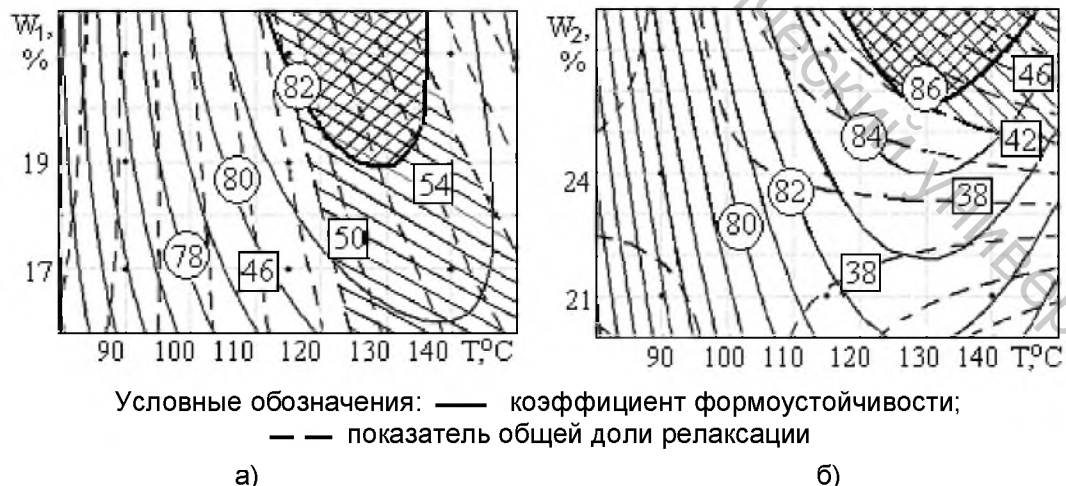 W₁,
%
19
17
82
80
78
46
50
54
90 100 110 120 130 140 T,°C
W₂,
%
24
21
86
84
82
80
46
42
38
38
90 100 110 120 130 140 T,°C
Условные обозначения: —— коэффициент формоустойчивости;
— — показатель общей доли релаксации
а) б)